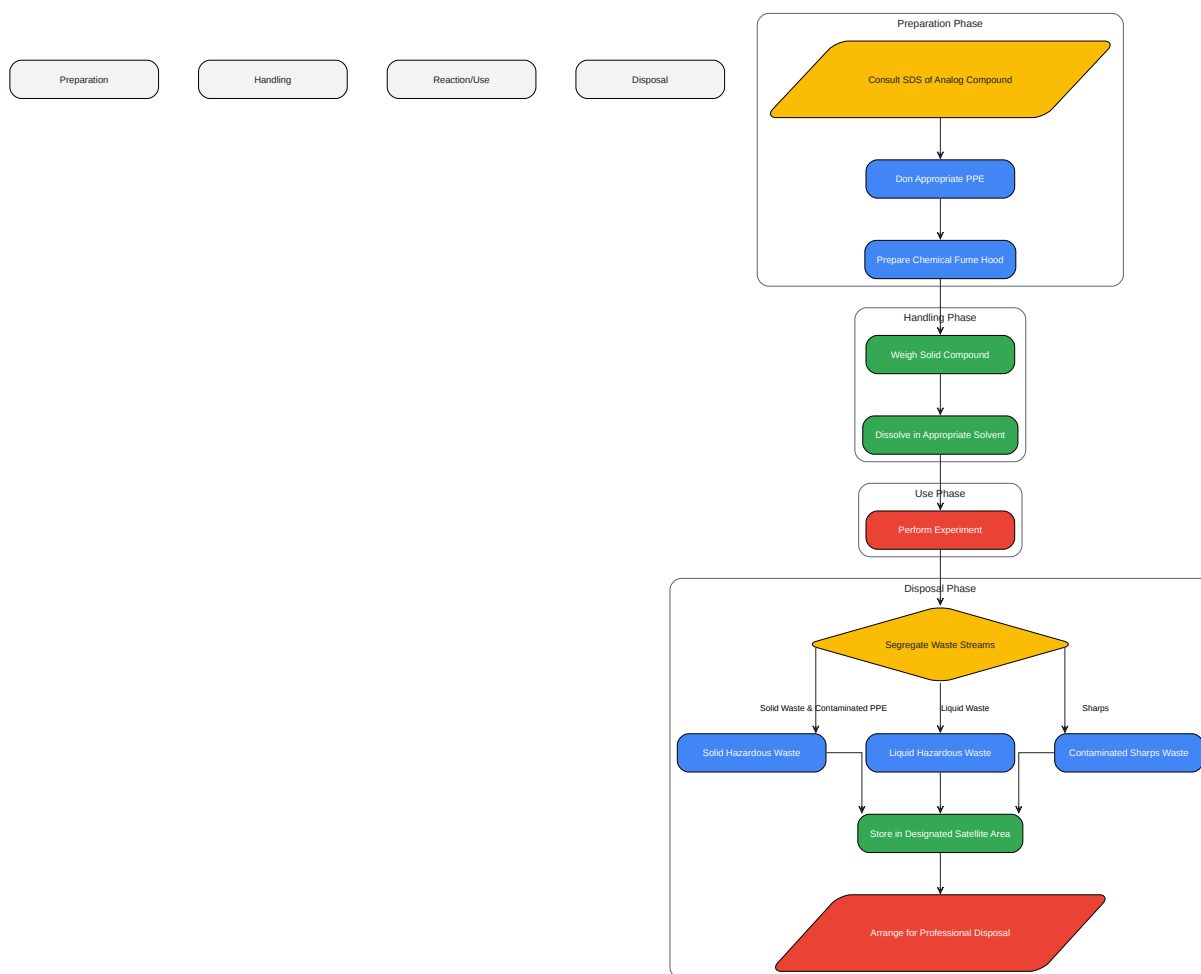 Preparation
Handling
Reaction/Use
Disposal
Preparation Phase
Consult SDS of Analog Compound
Don Appropriate PPE
Prepare Chemical Fume Hood
Handling Phase
Weigh Solid Compound
Dissolve in Appropriate Solvent
Use Phase
Perform Experiment
Disposal Phase
Segregate Waste Streams
Solid Waste & Contaminated PPE
Liquid Waste
Sharps
Solid Hazardous Waste
Liquid Hazardous Waste
Contaminated Sharps Waste
Store in Designated Satellite Area
Arrange for Professional Disposal